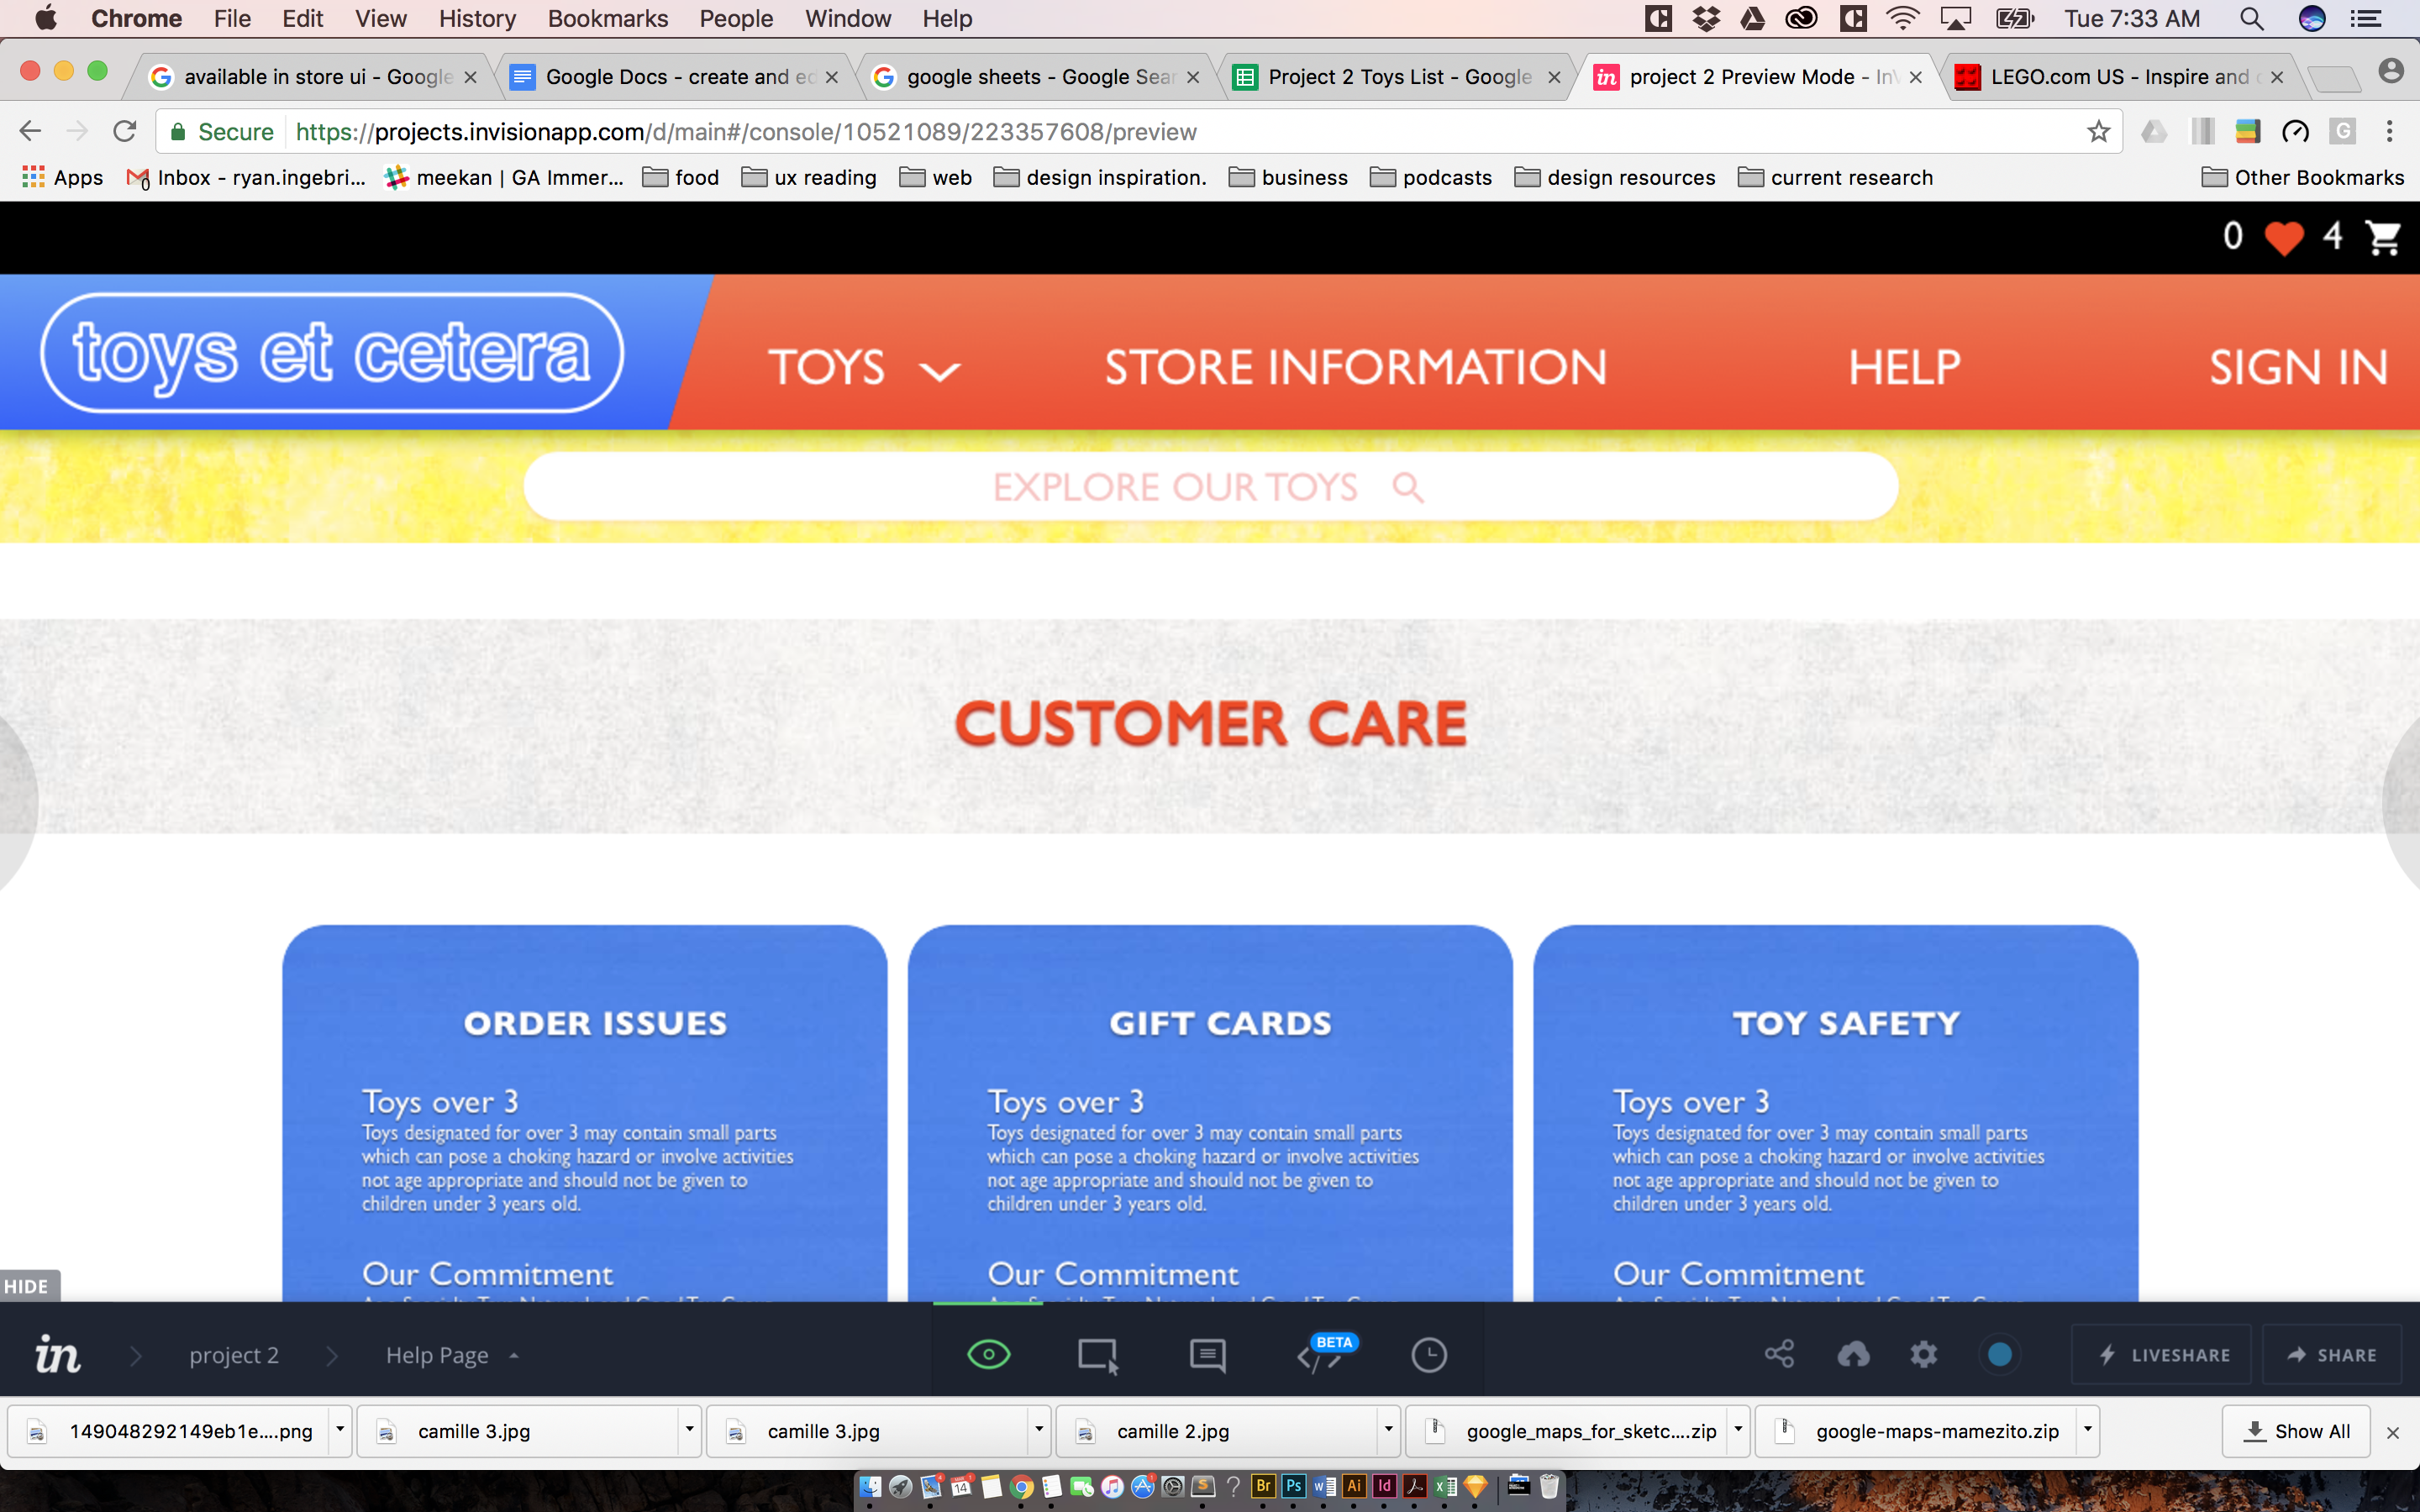 Chrome File Edit View History Bookmarks People Window Help Tue 7:33 AM
available in store ui - Google Google Docs - create and ed google sheets - Google Sear Project 2 Toys List - Google project 2 Preview Mode - InV LEGO.com US - Inspire and c
Secure https://projects.invisionapp.com/d/main#/console/10521089/223357608/preview
Apps Inbox - ryan.ingebri... meekan | GA Immer... food ux reading web design inspiration. business podcasts design resources current research Other Bookmarks
0 4
toys et cetera TOYS STORE INFORMATION HELP SIGN IN
EXPLORE OUR TOYS
CUSTOMER CARE
ORDER ISSUES
Toys over 3
Toys designated for over 3 may contain small parts
which can pose a choking hazard or involve activities
not age appropriate and should not be given to
children under 3 years old.
Our Commitment
GIFT CARDS
Toys over 3
Toys designated for over 3 may contain small parts
which can pose a choking hazard or involve activities
not age appropriate and should not be given to
children under 3 years old.
Our Commitment
TOY SAFETY
Toys over 3
Toys designated for over 3 may contain small parts
which can pose a choking hazard or involve activities
not age appropriate and should not be given to
children under 3 years old.
Our Commitment
HIDE
in project 2 Help Page BETA LIVESHARE SHARE
149048292149eb1e....png camille 3.jpg camille 3.jpg camille 2.jpg google_maps_for_sketc....zip google-maps-mamezito.zip Show All
14 Br Ps Ai Id